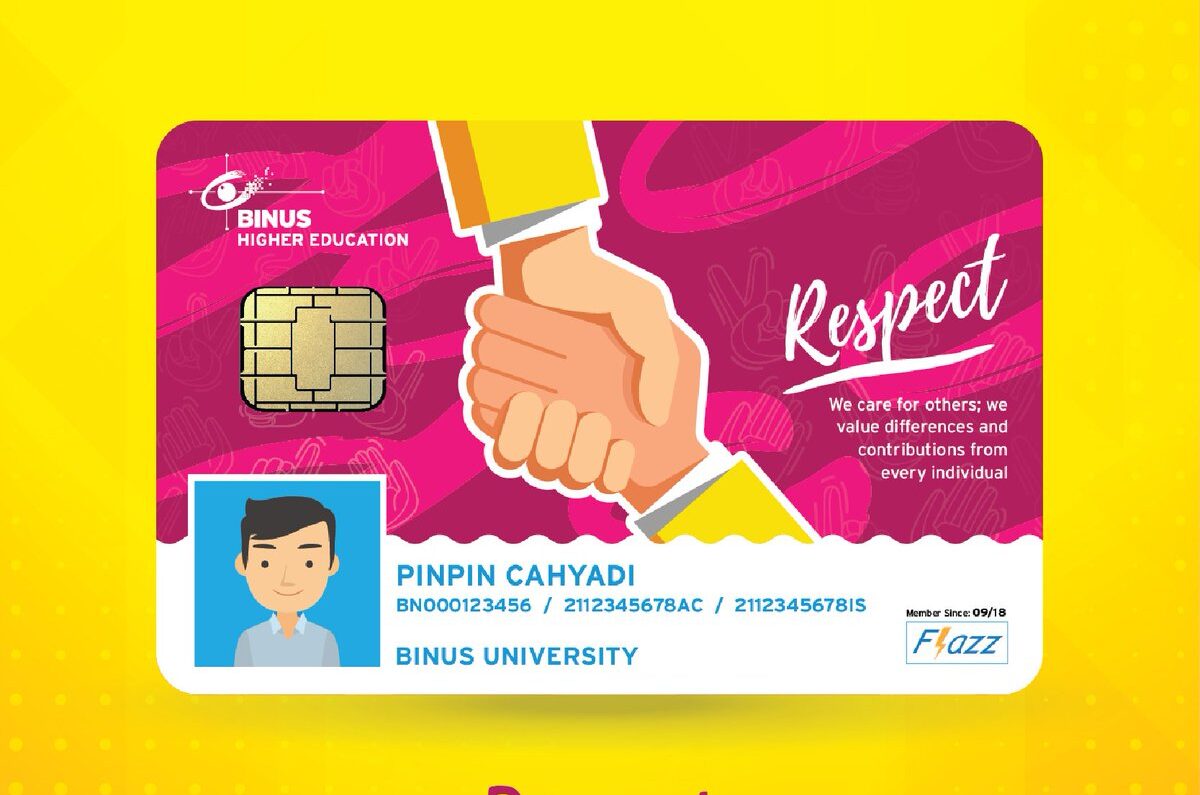 BINUS
HIGHER EDUCATION
Respect
We care for others; we
value differences and
contributions from
every individual
PINPIN CAHYADI
BN000123456 / 2112345678AC / 2112345678IS
BINUS UNIVERSITY
Member Since: 09/18
Flazz